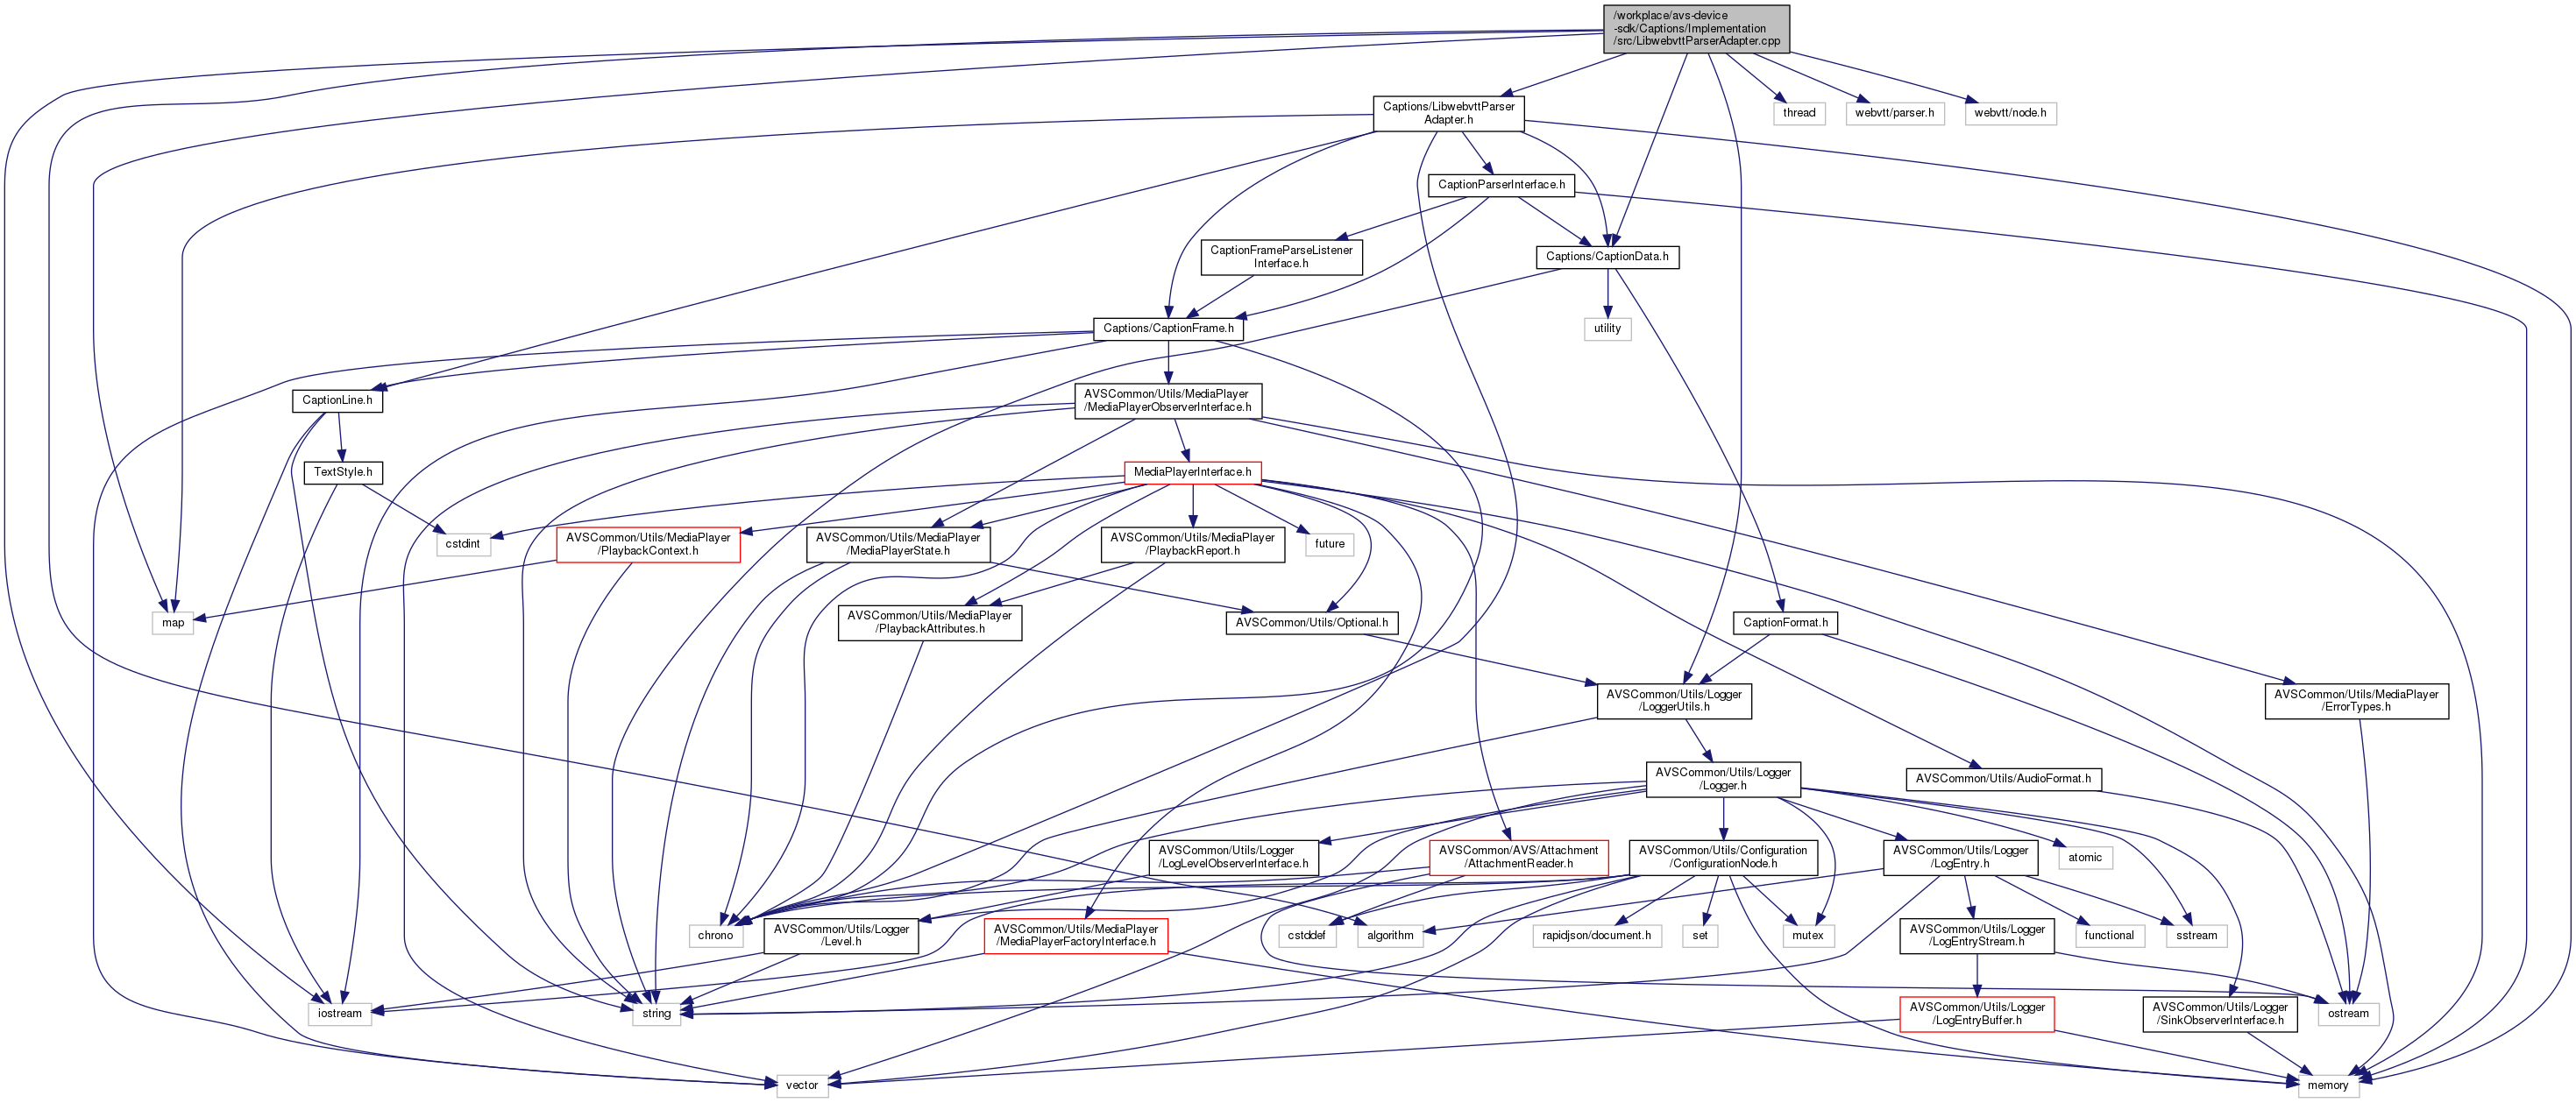 /workplace/avs-device
-sdk/Captions/Implementation
/src/LibwebvttParserAdapter.cpp
Captions/LibwebvttParser
Adapter.h
thread
webvtt/parser.h
webvtt/node.h
CaptionParserInterface.h
CaptionFrameParseListener
Interface.h
Captions/CaptionData.h
Captions/CaptionFrame.h
utility
CaptionLine.h
AVSCommon/Utils/MediaPlayer
/MediaPlayerObserverInterface.h
TextStyle.h
MediaPlayerInterface.h
cstdint
AVSCommon/Utils/MediaPlayer
/PlaybackContext.h
AVSCommon/Utils/MediaPlayer
/MediaPlayerState.h
AVSCommon/Utils/MediaPlayer
/PlaybackReport.h
future
map
AVSCommon/Utils/MediaPlayer
/PlaybackAttributes.h
AVSCommon/Utils/Optional.h
CaptionFormat.h
AVSCommon/Utils/Logger
/LoggerUtils.h
AVSCommon/Utils/MediaPlayer
/ErrorTypes.h
AVSCommon/Utils/Logger
/Logger.h
AVSCommon/Utils/AudioFormat.h
AVSCommon/Utils/Logger
/LogLevelObserverInterface.h
AVSCommon/AVS/Attachment
/AttachmentReader.h
AVSCommon/Utils/Configuration
/ConfigurationNode.h
AVSCommon/Utils/Logger
/LogEntry.h
atomic
chrono
AVSCommon/Utils/Logger
/Level.h
AVSCommon/Utils/MediaPlayer
/MediaPlayerFactoryInterface.h
cstddef
algorithm
rapidjson/document.h
set
mutex
AVSCommon/Utils/Logger
/LogEntryStream.h
functional
sstream
iostream
string
AVSCommon/Utils/Logger
/LogEntryBuffer.h
AVSCommon/Utils/Logger
/SinkObserverInterface.h
ostream
vector
memory